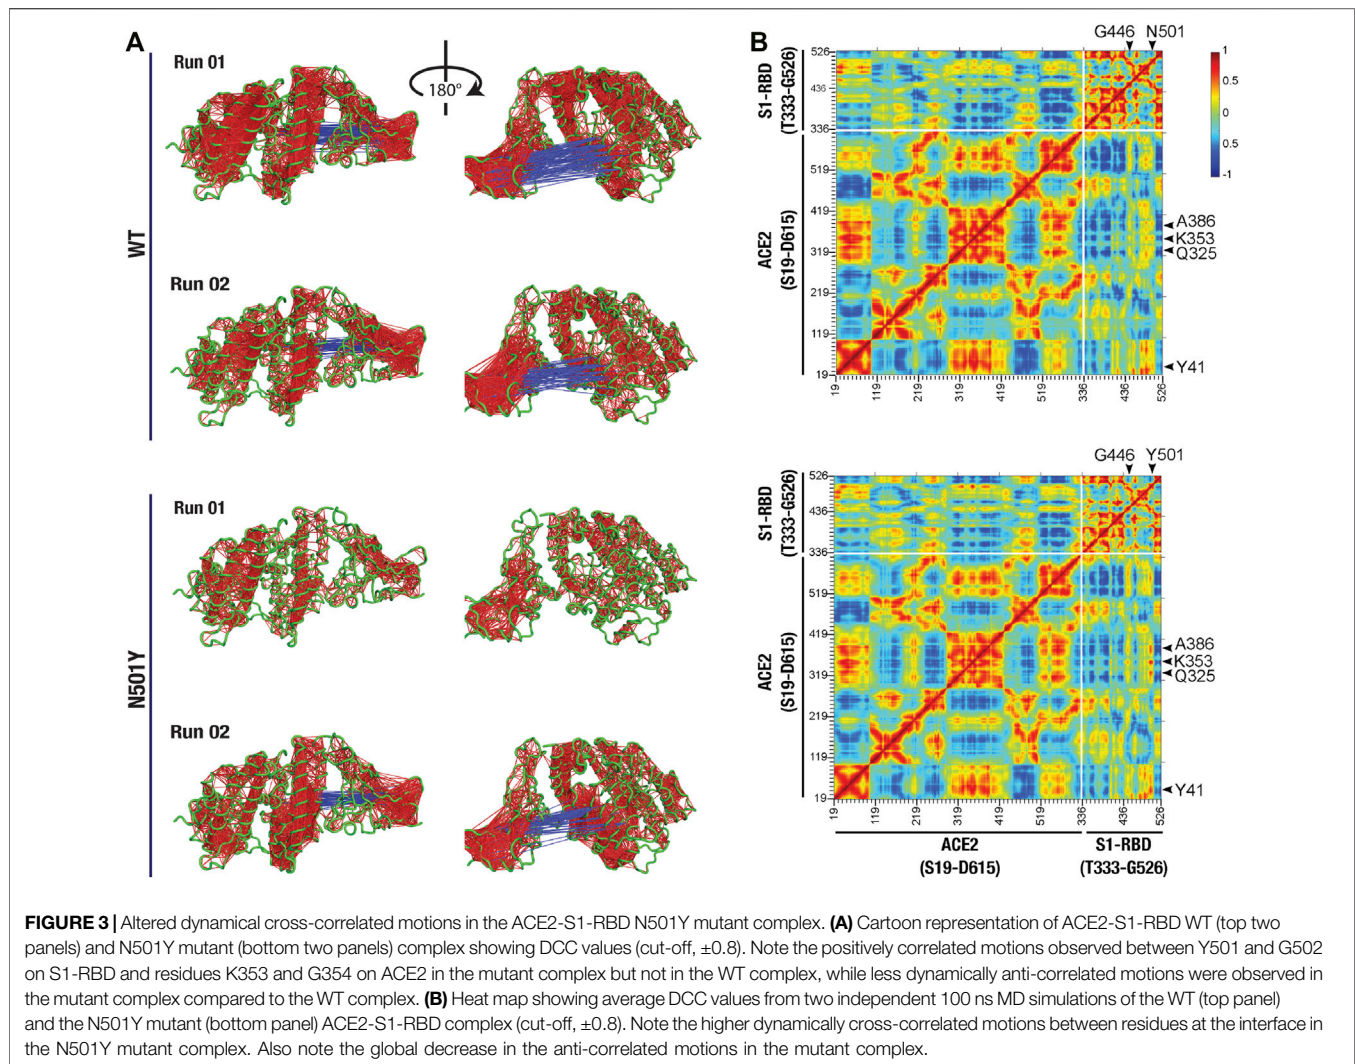 A
Run 01
180°
WT
Run 02
N501Y
Run 01
Run 02
B
G446 N501
S1-RBD
(T333-G526)
526
436
336
519
419
319
219
119
19
ACE2
(S19-D615)
1
0.5
0
0.5
-1
A386
K353
Q325
Y41
19 119 219 319 419 519 336 436 526
G446 Y501
S1-RBD
(T333-G526)
526
436
336
519
419
319
219
119
19
ACE2
(S19-D615)
A386
K353
Q325
Y41
19 119 219 319 419 519 336 436 526
ACE2 S1-RBD
(S19-D615) (T333-G526)
FIGURE 3 | Altered dynamical cross-correlated motions in the ACE2-S1-RBD N501Y mutant complex. (A) Cartoon representation of ACE2-S1-RBD WT (top two
panels) and N501Y mutant (bottom two panels) complex showing DCC values (cut-off, ±0.8). Note the positively correlated motions observed between Y501 and G502
on S1-RBD and residues K353 and G354 on ACE2 in the mutant complex but not in the WT complex, while less dynamically anti-correlated motions were observed in
the mutant complex compared to the WT complex. (B) Heat map showing average DCC values from two independent 100 ns MD simulations of the WT (top panel)
and the N501Y mutant (bottom panel) ACE2-S1-RBD complex (cut-off, ±0.8). Note the higher dynamically cross-correlated motions between residues at the interface in
the N501Y mutant complex. Also note the global decrease in the anti-correlated motions in the mutant complex.